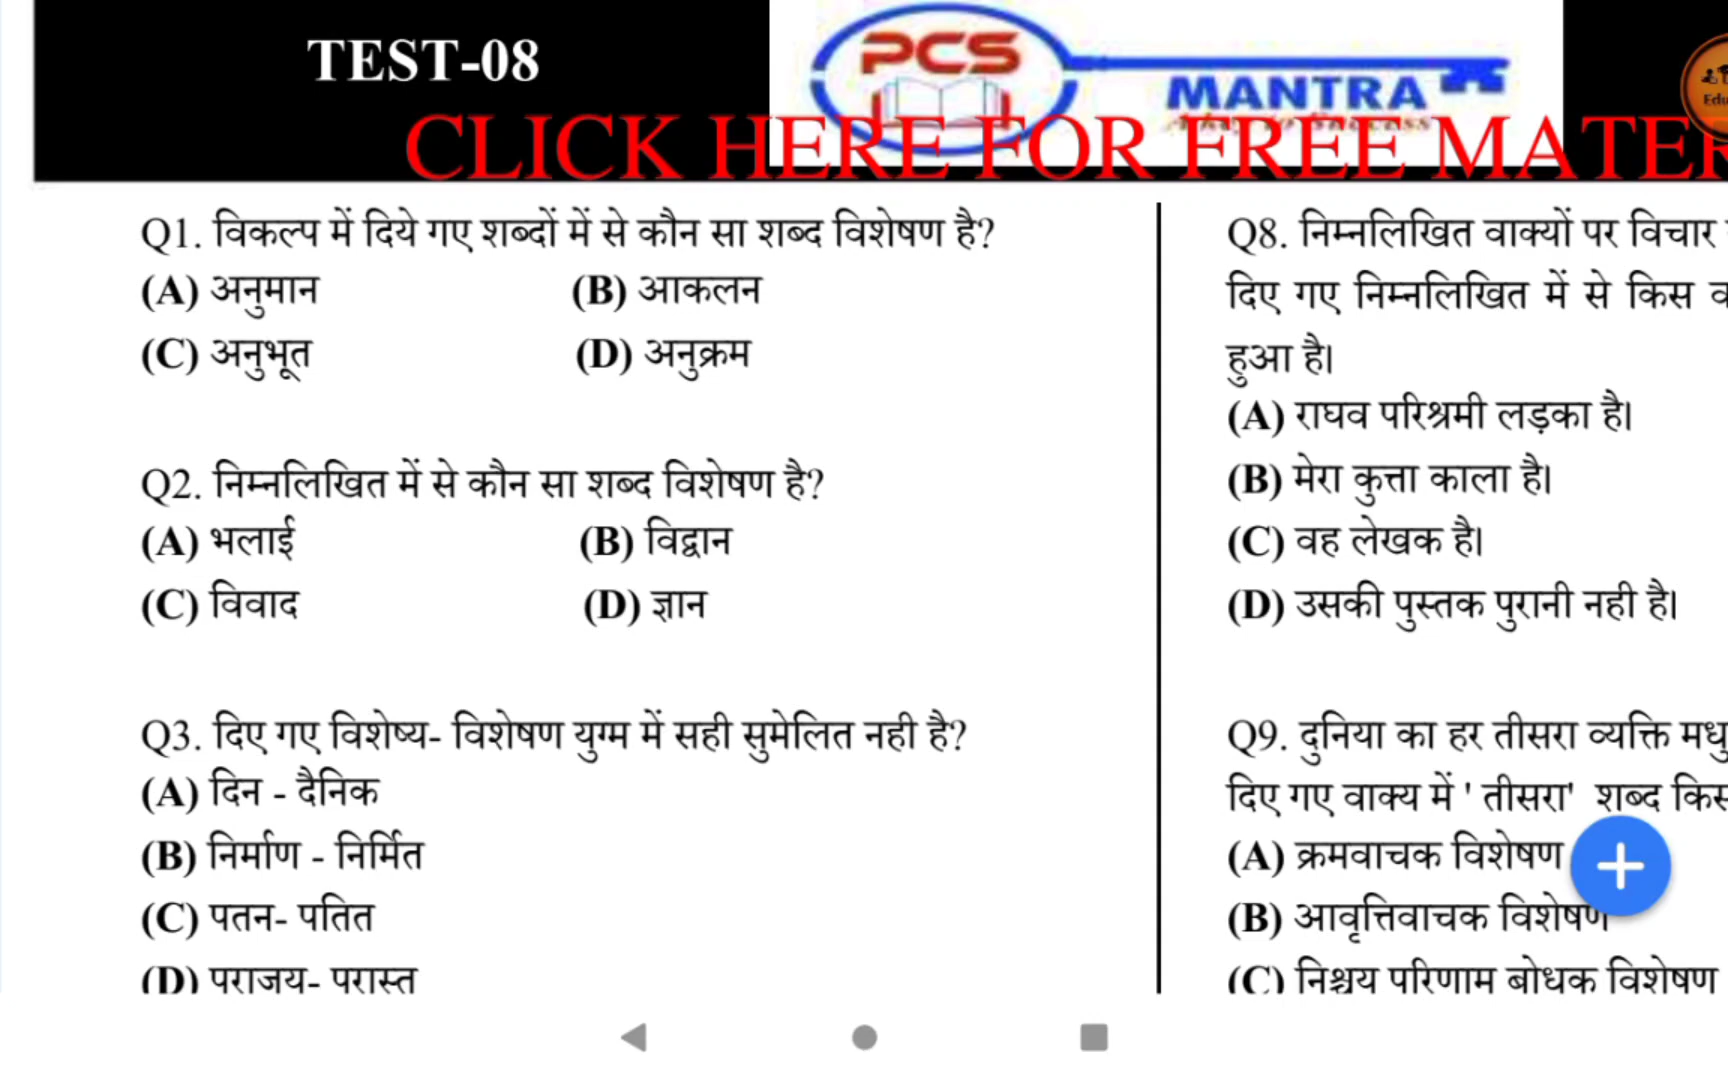 TEST-08
PCS
MANTRA
CLICK HERE FOR FREE MATER
Edu
Q1. विकल्प में दिये गए शब्दों में से कौन सा शब्द विशेषण है?
(A) अनुमान (B) आकलन
(C) अनुभूत (D) अनुक्रम
Q2. निम्नलिखित में से कौन सा शब्द विशेषण है?
(A) भलाई (B) विद्वान
(C) विवाद (D) ज्ञान
Q3. दिए गए विशेष्य- विशेषण युग्म में सही सुमेलित नही है?
(A) दिन - दैनिक
(B) निर्माण - निर्मित
(C) पतन- पतित
(D) पराजय- परास्त
Q8. निम्नलिखित वाक्यों पर विचार
दिए गए निम्नलिखित में से किस
हुआ है।
(A) राघव परिश्रमी लड़का है।
(B) मेरा कुत्ता काला है।
(C) वह लेखक है।
(D) उसकी पुस्तक पुरानी नही है।
Q9. दुनिया का हर तीसरा व्यक्ति मधु
दिए गए वाक्य में ' तीसरा' शब्द किस
(A) क्रमवाचक विशेषण
(B) आवृत्तिवाचक विशेषण
(C) निश्चय परिणाम बोधक विशेषण